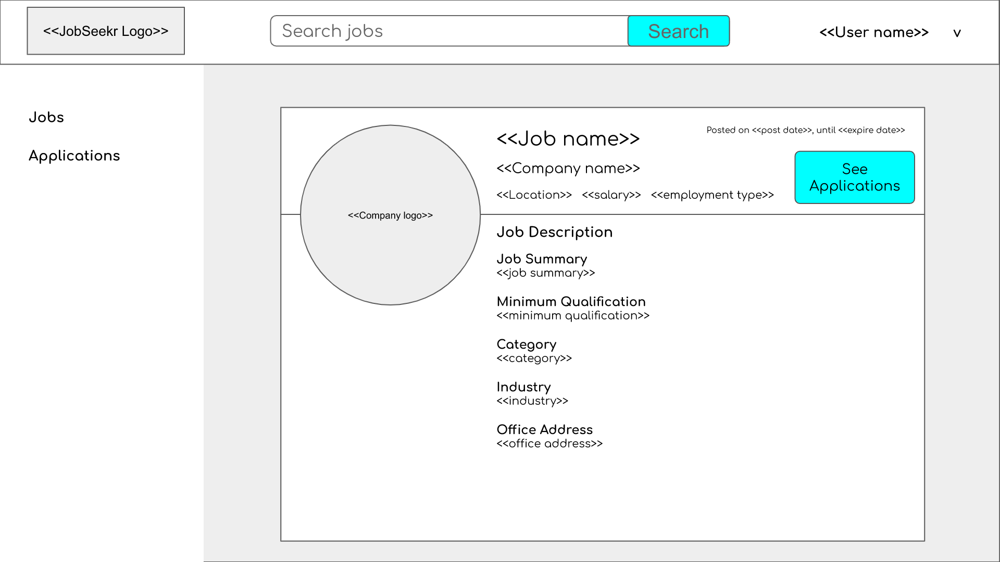 <<JobSeekr Logo>>
Search jobs
Search
<<User name>> v
Jobs
Applications
<<Company logo>>
<<Job name>>
Posted on <<post date>>, until <<expire date>>
<<Company name>>
<<Location>> <<salary>> <<employment type>>
See
Applications
Job Description
Job Summary
<<job summary>>
Minimum Qualification
<<minimum qualification>>
Category
<<category>>
Industry
<<industry>>
Office Address
<<office address>>